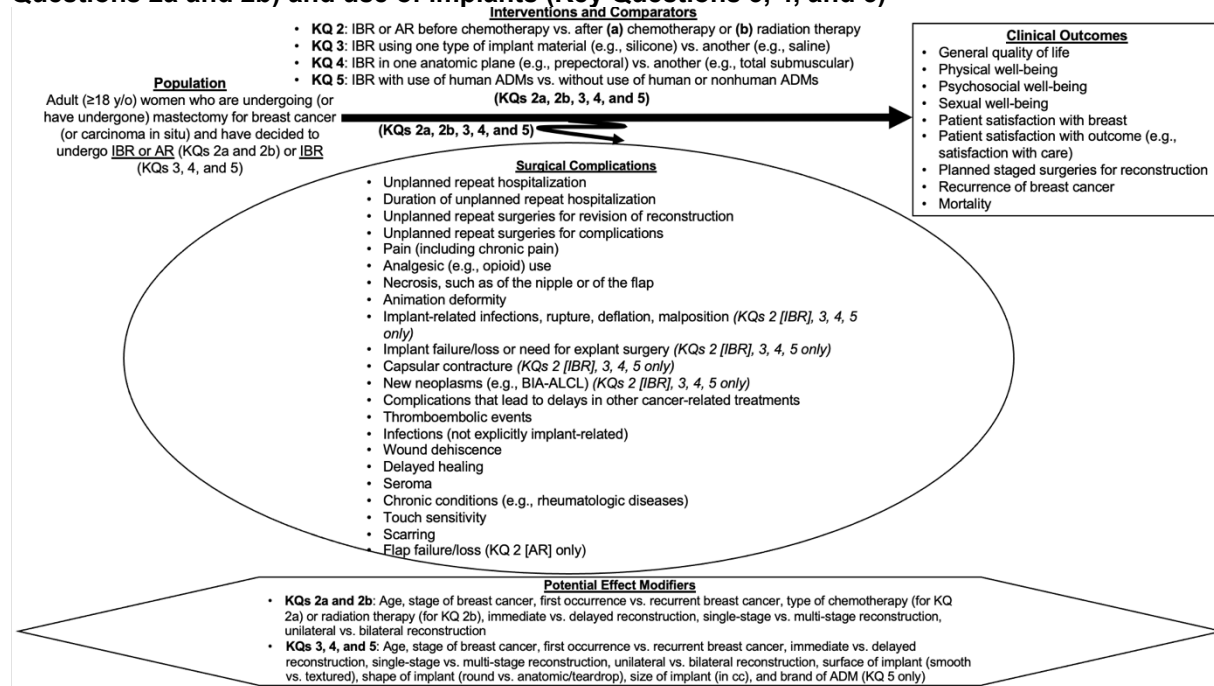 Questions 2a and 2b) and use of implants (Key Questions 3, 4, and 5)
Interventions and Comparators
• KQ 2: IBR or AR before chemotherapy vs. after (a) chemotherapy or (b) radiation therapy
• KQ 3: IBR using one type of implant material (e.g., silicone) vs. another (e.g., saline)
• KQ 4: IBR in one anatomic plane (e.g., prepectoral) vs. another (e.g., total submuscular)
• KQ 5: IBR with use of human ADMs vs. without use of human or nonhuman ADMs
(KQs 2a, 2b, 3, 4, and 5)
Population
Adult (≥18 y/o) women who are undergoing (or
have undergone) mastectomy for breast cancer
(or carcinoma in situ) and have decided to
undergo IBR or AR (KQs 2a and 2b) or IBR
(KQs 3, 4, and 5)
(KQs 2a, 2b, 3, 4, and 5)
Clinical Outcomes
• General quality of life
• Physical well-being
• Psychosocial well-being
• Sexual well-being
• Patient satisfaction with breast
• Patient satisfaction with outcome (e.g.,
satisfaction with care)
• Planned staged surgeries for reconstruction
• Recurrence of breast cancer
• Mortality
Surgical Complications
• Unplanned repeat hospitalization
• Duration of unplanned repeat hospitalization
• Unplanned repeat surgeries for revision of reconstruction
• Unplanned repeat surgeries for complications
• Pain (including chronic pain)
• Analgesic (e.g., opioid) use
• Necrosis, such as of the nipple or of the flap
• Animation deformity
• Implant-related infections, rupture, deflation, malposition (KQs 2 [IBR], 3, 4, 5
only)
• Implant failure/loss or need for explant surgery (KQs 2 [IBR], 3, 4, 5 only)
• Capsular contracture (KQs 2 [IBR], 3, 4, 5 only)
• New neoplasms (e.g., BIA-ALCL) (KQs 2 [IBR], 3, 4, 5 only)
• Complications that lead to delays in other cancer-related treatments
• Thromboembolic events
• Infections (not explicitly implant-related)
• Wound dehiscence
• Delayed healing
• Seroma
• Chronic conditions (e.g., rheumatologic diseases)
• Touch sensitivity
• Scarring
• Flap failure/loss (KQ 2 [AR] only)
Potential Effect Modifiers
• KQs 2a and 2b: Age, stage of breast cancer, first occurrence vs. recurrent breast cancer, type of chemotherapy (for KQ
2a) or radiation therapy (for KQ 2b), immediate vs. delayed reconstruction, single-stage vs. multi-stage reconstruction,
unilateral vs. bilateral reconstruction
• KQs 3, 4, and 5: Age, stage of breast cancer, first occurrence vs. recurrent breast cancer, immediate vs. delayed
reconstruction, single-stage vs. multi-stage reconstruction, unilateral vs. bilateral reconstruction, surface of implant (smooth
vs. textured), shape of implant (round vs. anatomic/teardrop), size of implant (in cc), and brand of ADM (KQ 5 only)